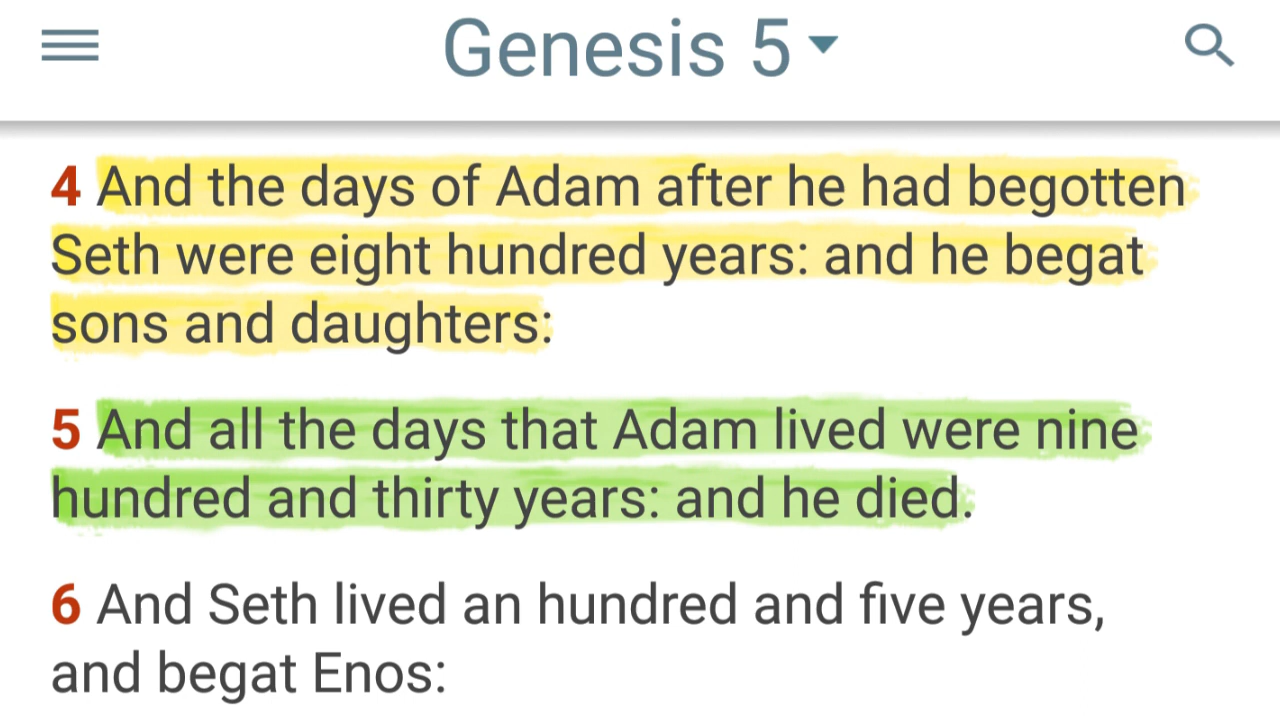 Genesis 5
4 And the days of Adam after he had begotten
Seth were eight hundred years: and he begat
sons and daughters:
5 And all the days that Adam lived were nine
hundred and thirty years: and he died.
6 And Seth lived an hundred and five years,
and begat Enos: